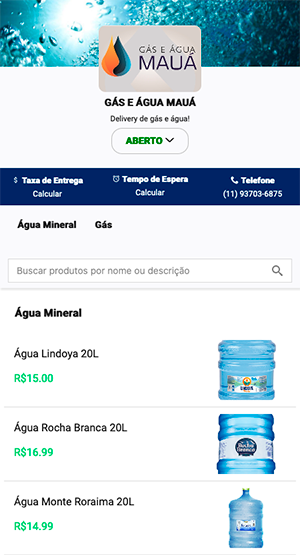 GÁS E ÁGUA
MAUÁ
GÁS E ÁGUA MAUÁ
Delivery de gás e água!
ABERTO
$ Taxa de Entrega
Calcular
Tempo de Espera
Calcular
Telefone
(11) 93703-6875
Água Mineral
Gás
Buscar produtos por nome ou descrição
Água Mineral
Água Lindoya 20L
R$15.00
Água Rocha Branca 20L
R$16.99
Rocha
Branca
Água Monte Roraima 20L
R$14.99